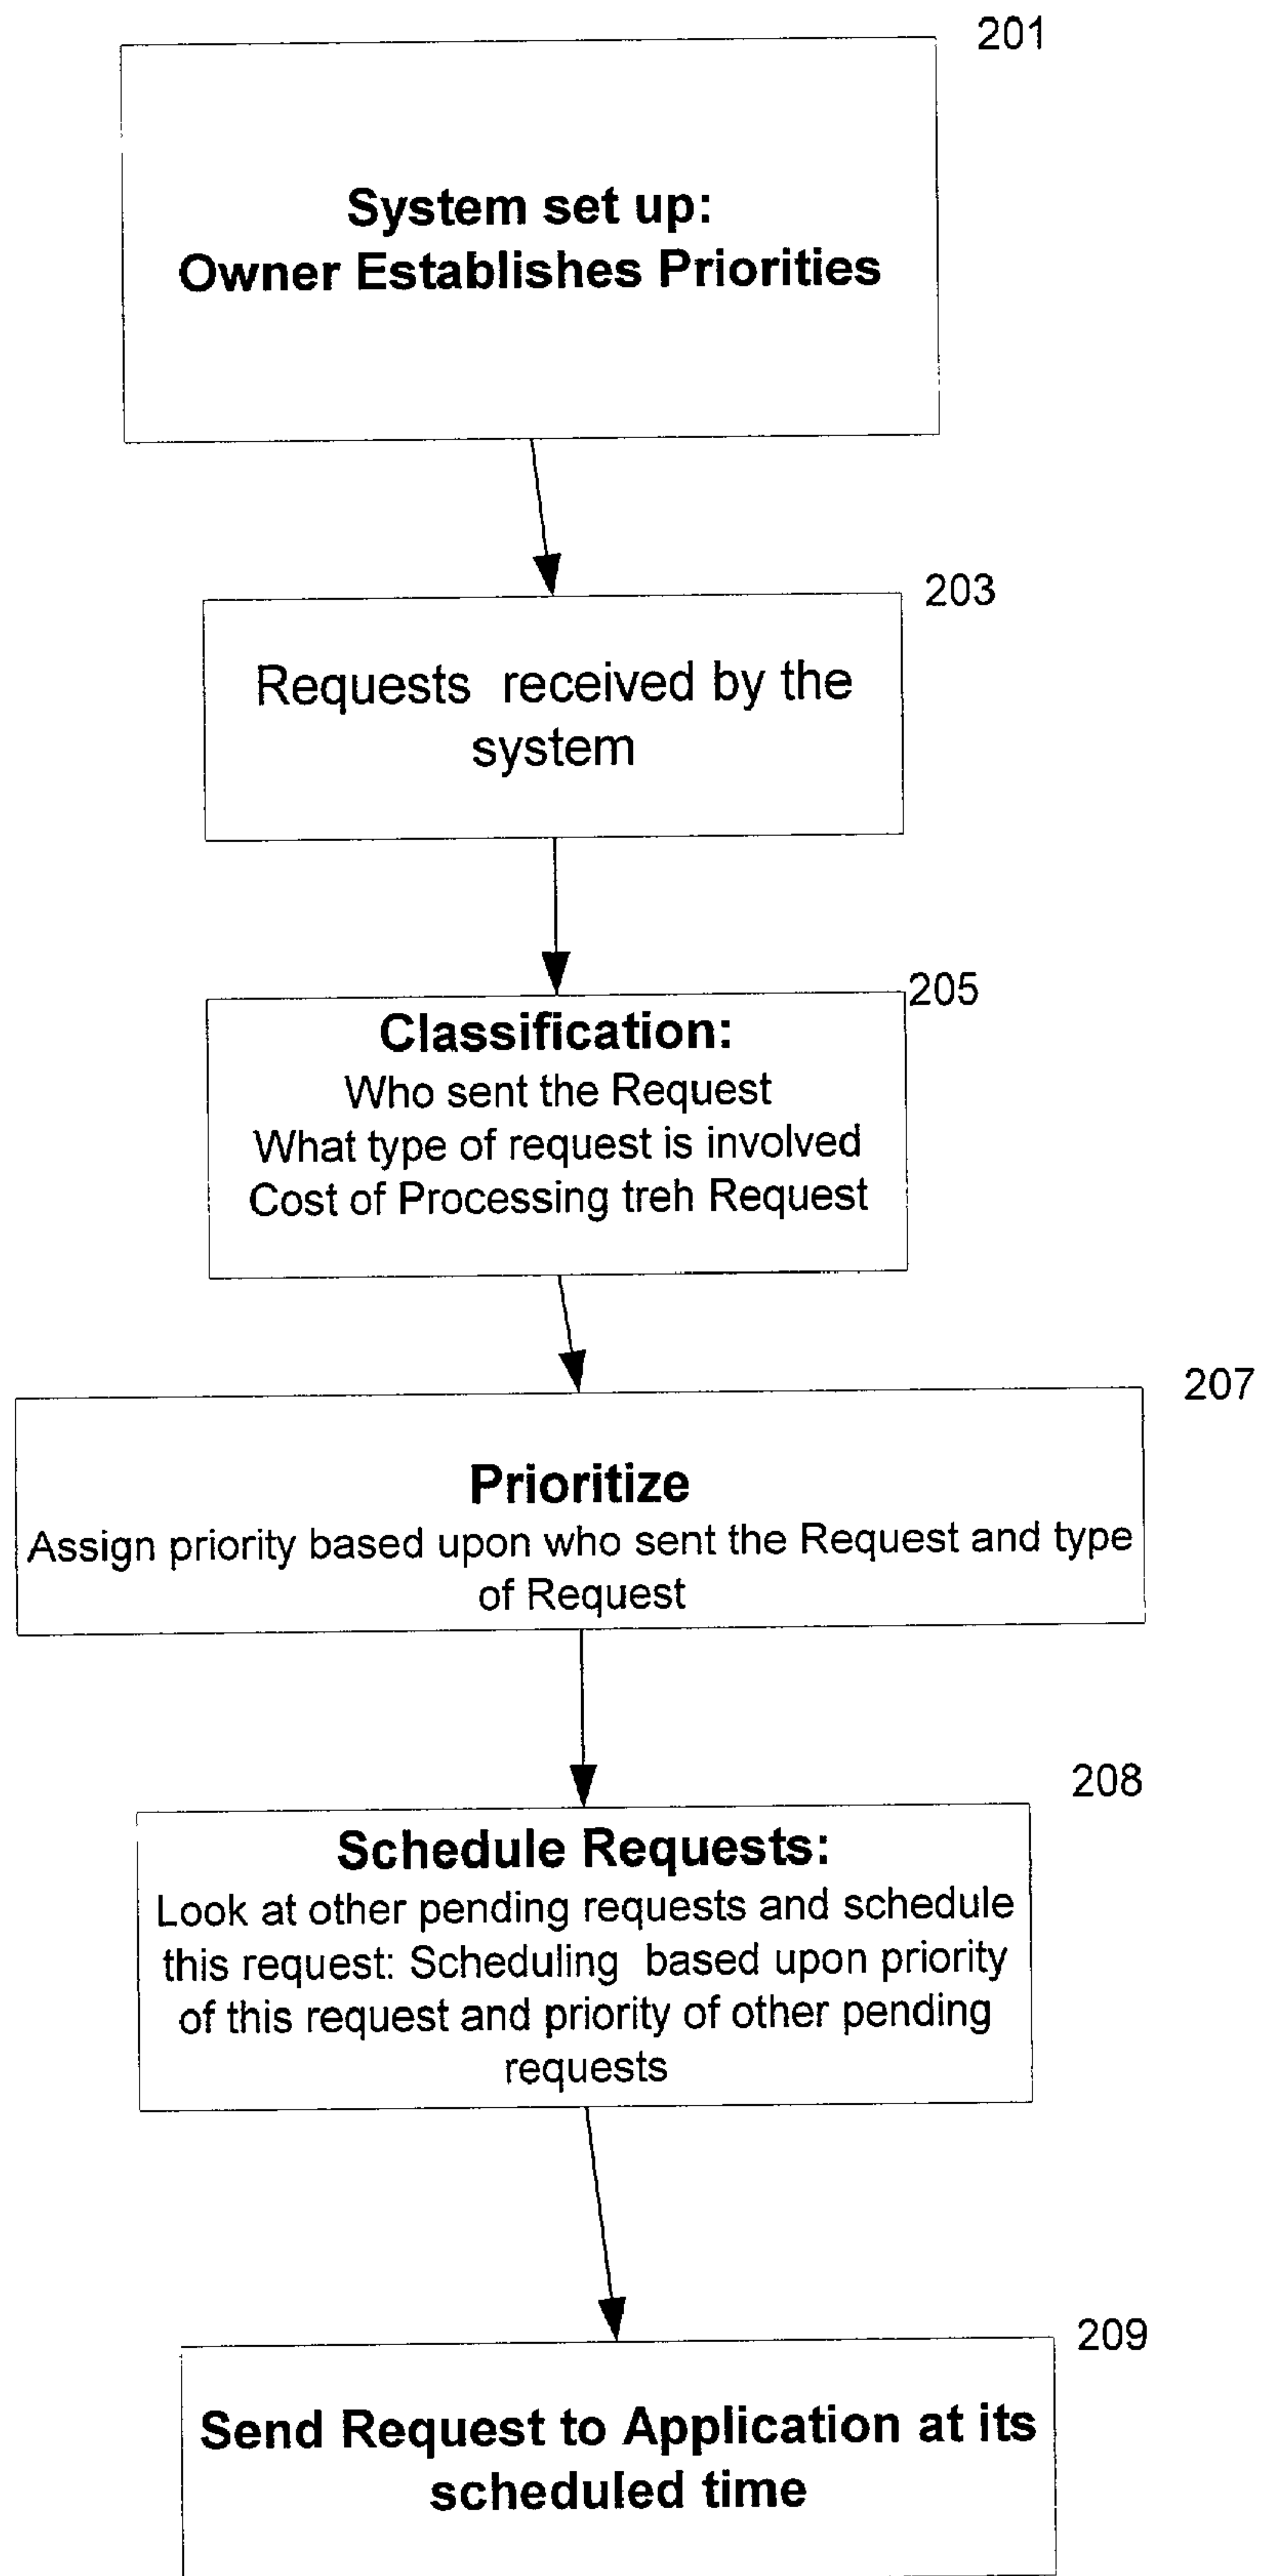 201
System set up:
Owner Establishes Priorities
203
Requests received by the
system
205
Classification:
Who sent the Request
What type of request is involved
Cost of Processing treh Request
207
Prioritize
Assign priority based upon who sent the Request and type
of Request
208
Schedule Requests:
Look at other pending requests and schedule
this request: Scheduling based upon priority
of this request and priority of other pending
requests
209
Send Request to Application at its
scheduled time